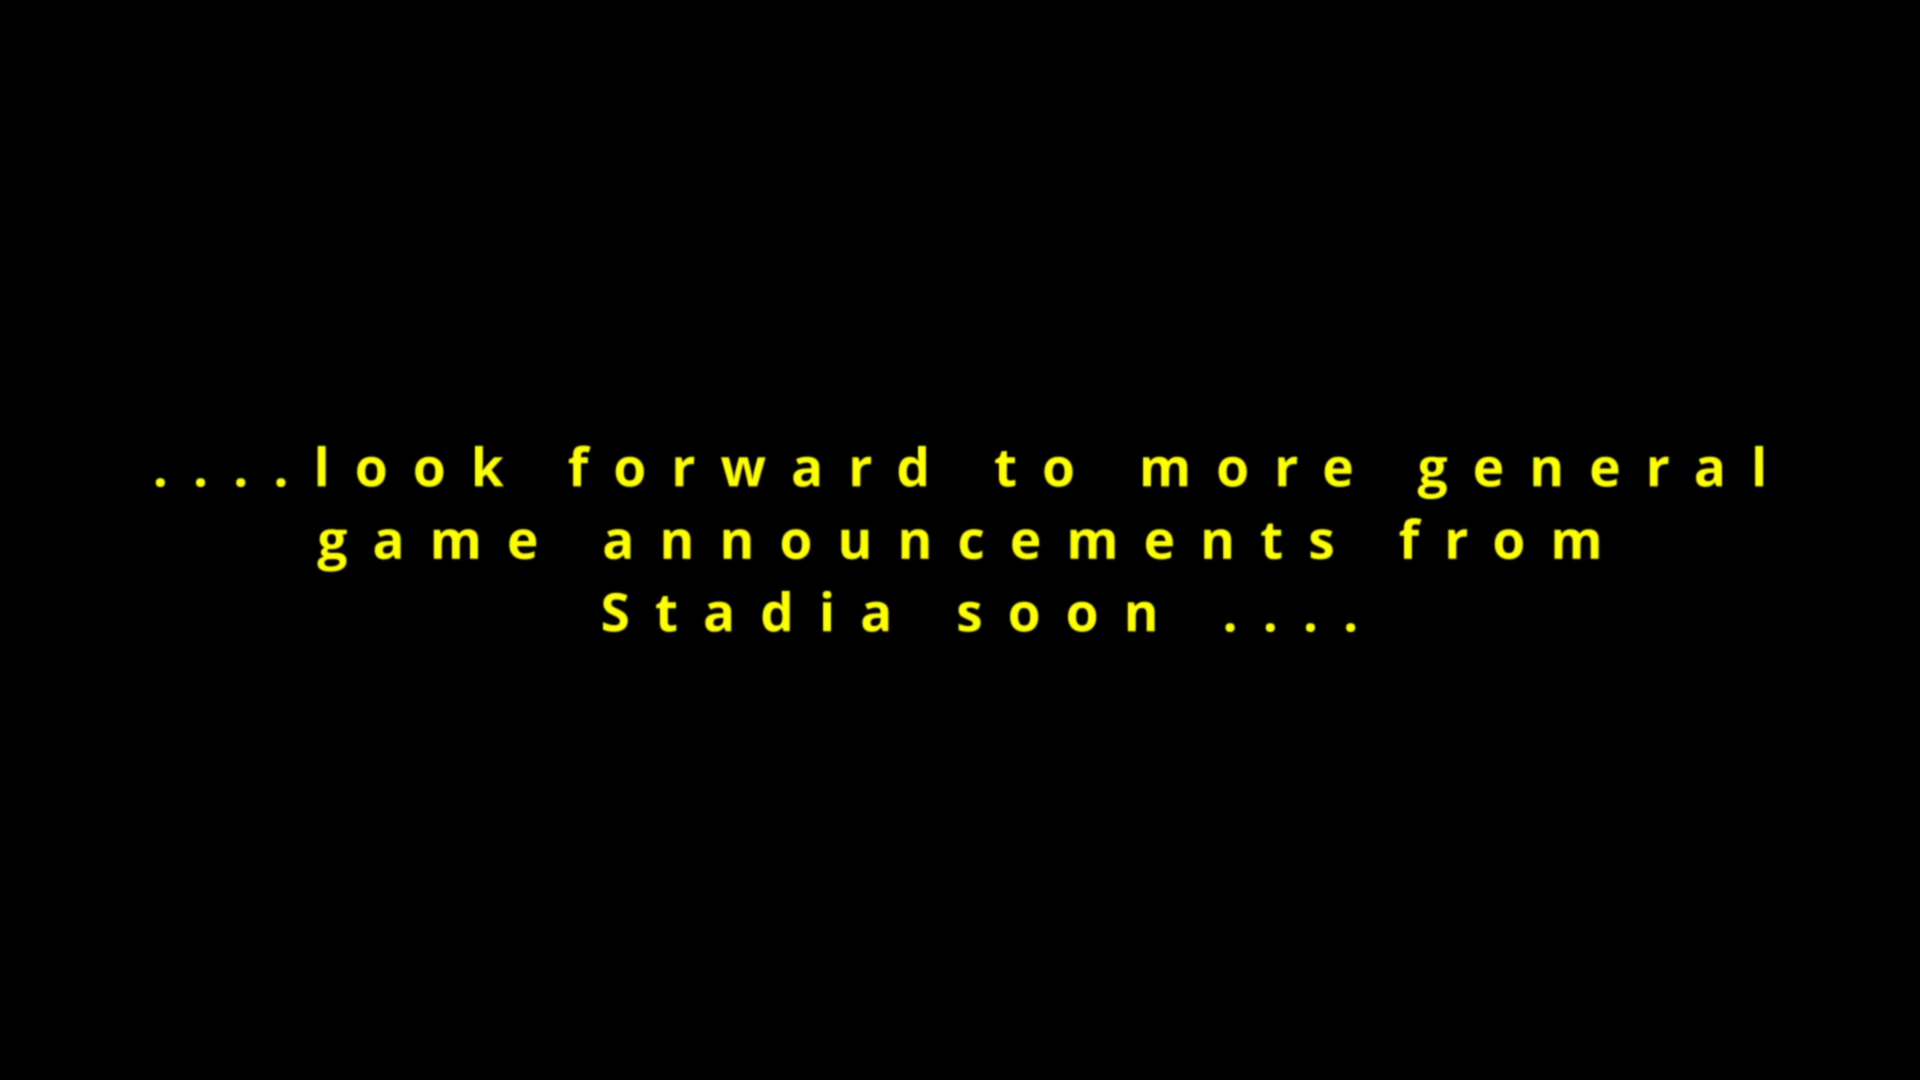 ....look forward to more general
game announcements from
Stadia soon ....